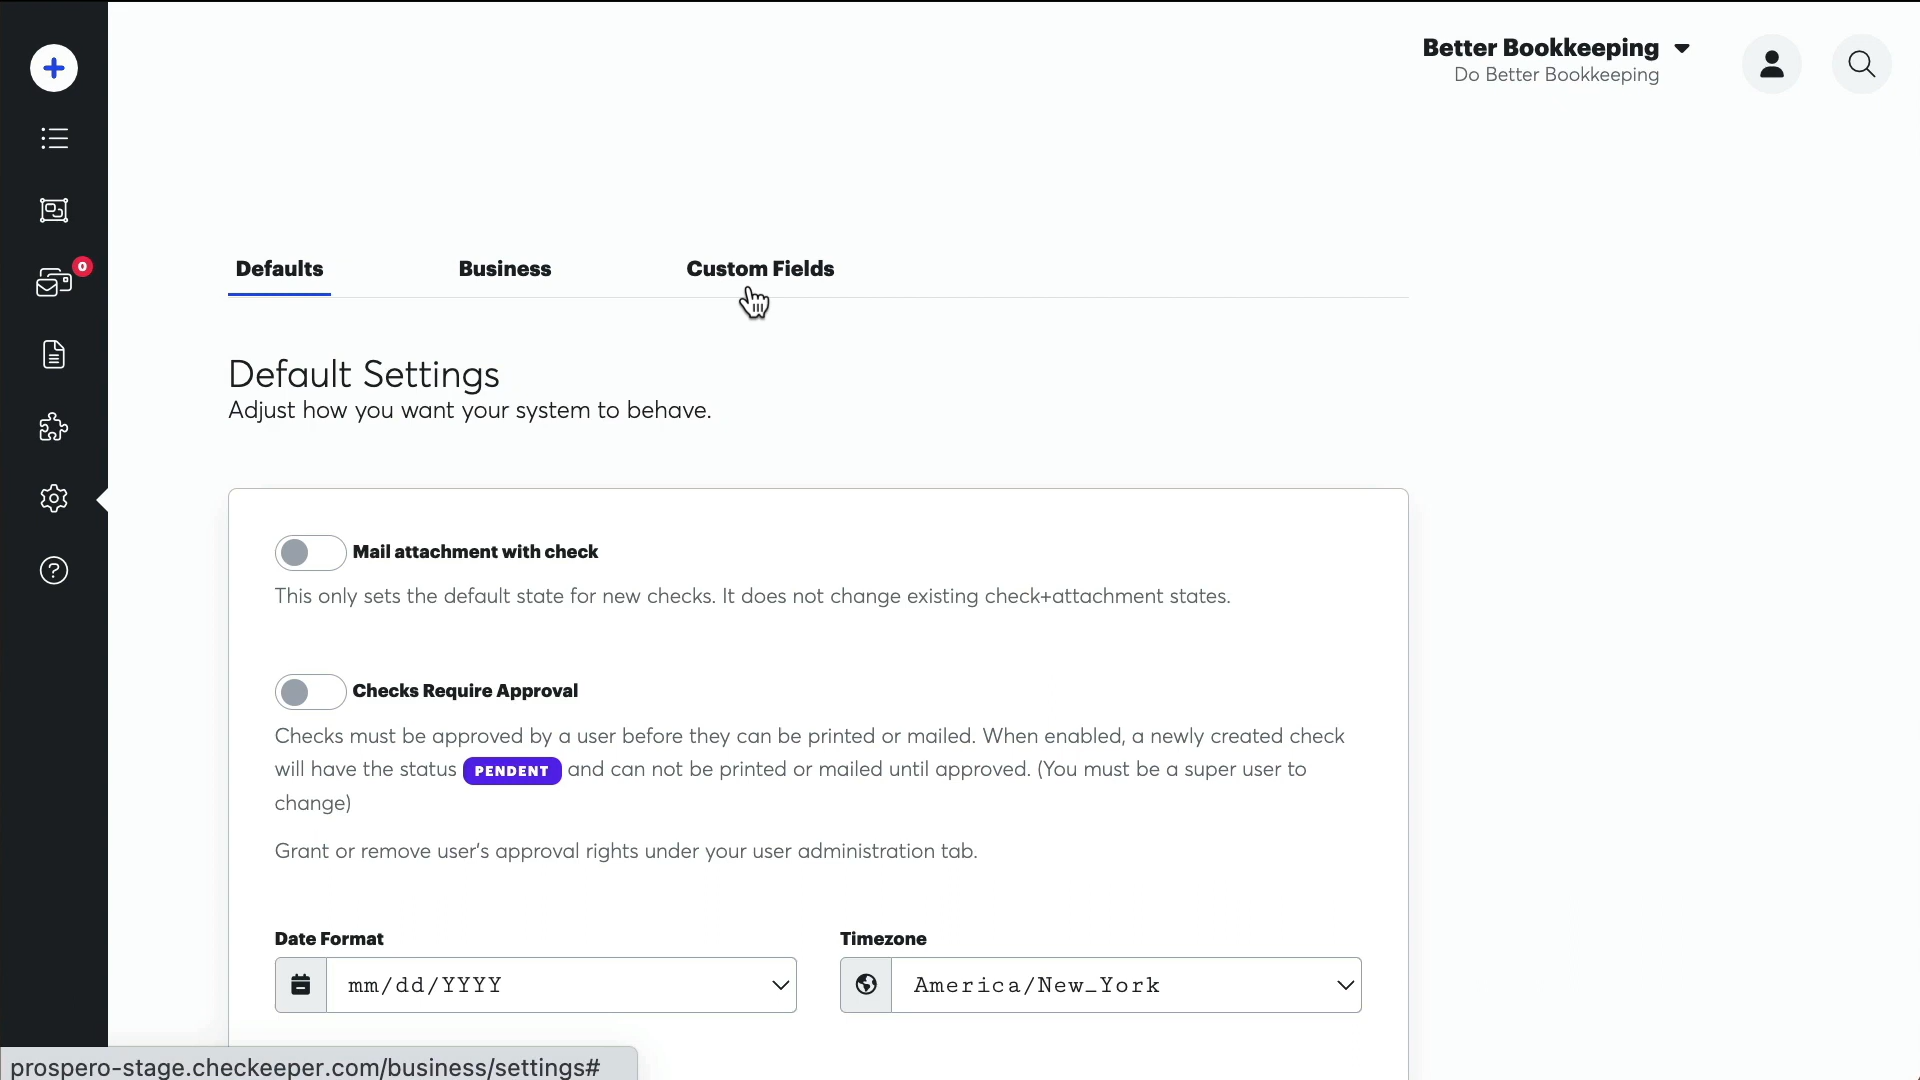 Better Bookkeeping
Do Better Bookkeeping
0
Defaults
Business
Custom Fields
Default Settings
Adjust how you want your system to behave.
Mail attachment with check
This only sets the default state for new checks. It does not change existing check+attachment states.
Checks Require Approval
Checks must be approved by a user before they can be printed or mailed. When enabled, a newly created check
will have the status PENDENT and can not be printed or mailed until approved. (You must be a super user to
change)
Grant or remove user's approval rights under your user administration tab.
Date Format
Timezone
mm/dd/YYYY
America/New_York
prospero-stage.checkeeper.com/business/settings#